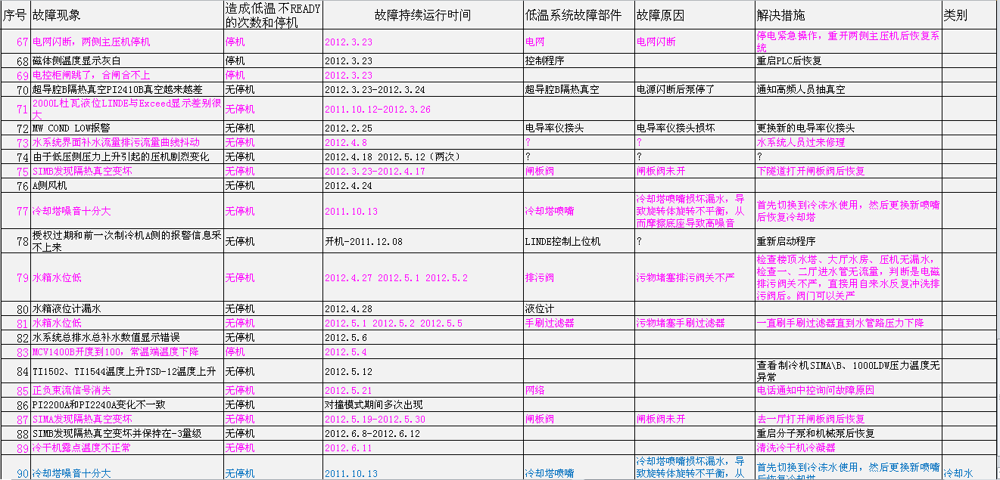 序号 故障现象 造成低温不READY的次数和停机 故障持续运行时间 低温系统故障部件 故障原因 解决措施 类别
67 电网闪断，两侧主压机停机 停机 2012.3.23 电网 电网闪断 停电紧急操作，重开两侧主压机后恢复系统
68 磁体侧温度显示灰白 停机 2012.3.23 控制程序 重启PLC后恢复
69 电控柜闸跳了，合闸合不上 停机 2012.3.23
70 超导腔B隔热真空PI2410B真空越来越差 无停机 2012.3.23-2012.3.24 超导腔B隔热真空 电源闪断后泵停了 通知高频人员抽真空
71 2000L杜瓦液位LINDE与Exceed显示差别很大 无停机 2011.10.12-2012.3.26
72 MW COND LOW报警 无停机 2012.2.25 电导率仪接头 电导率仪接头损坏 更换新的电导率仪接头
73 水系统界面补水流量排污流量曲线抖动 无停机 2012.4.8 ? ? 水系统人员过来修理
74 由于低压侧压力上升引起的压机剧烈变化 无停机 2012.4.18 2012.5.12（两次） ? ? ?
75 SIMB发现隔热真空变坏 无停机 2012.3.23-2012.4.17 闸板阀 闸板阀未开 下隧道打开闸板阀后恢复
76 A侧风机 无停机 2012.4.24
77 冷却塔噪音十分大 无停机 2011.10.13 冷却塔喷嘴 冷却塔喷嘴损坏漏水，导致旋转体旋转不平衡，从而摩擦底座导致高噪音 首先切换到冷冻水使用，然后更换新喷嘴后恢复冷却塔
78 授权过期和前一次制冷机A侧的报警信息采不上来 无停机 开机-2011.12.08 LINDE控制上位机 ? 重新启动程序
79 水箱水位低 无停机 2012.4.27 2012.5.1 2012.5.2 排污阀 污物堵塞排污阀关不严 检查楼顶水塔、大厅水房、压机无漏水，检查一、二厅进水管无流量，判断是电磁排污阀关不严，直接用自来水反复冲洗排污阀后。阀门可以关严
80 水箱液位计漏水 无停机 2012.4.28 液位计
81 水箱水位低 无停机 2012.5.1 2012.5.2 2012.5.5 手刷过滤器 污物堵塞手刷过滤器 一直刷手刷过滤器直到水管路压力下降
82 水系统总排水总补水数值显示错误 无停机 2012.5.6
83 MCV1400B开度到100，常温端温度下降 停机 2012.5.4
84 TI1502、TI1544温度上升TSD-12温度上升 无停机 2012.5.12 查看制冷机SIMA\B、1000LDW压力温度无异常
85 正负束流信号消失 无停机 2012.5.21 网络 电话通知中控询问故障原因
86 PI2200A和PI2240A变化不一致 无停机 对撞模式期间多次出现
87 SIMA发现隔热真空变坏 无停机 2012.5.19-2012.5.30 闸板阀 闸板阀未开 去一厅打开闸板阀后恢复
88 SIMB发现隔热真空变坏并保持在-3量级 无停机 2012.6.8-2012.6.12 重启分子泵和机械泵后恢复
89 冷干机露点温度不正常 无停机 2012.6.11 清洗冷干机冷凝器
90 冷却塔噪音十分大 无停机 2011.10.13 冷却塔喷嘴 冷却塔喷嘴损坏漏水，导致旋转体旋转不平衡，从 首先切换到冷冻水使用，然后更换新喷嘴后恢复冷却塔 冷却水